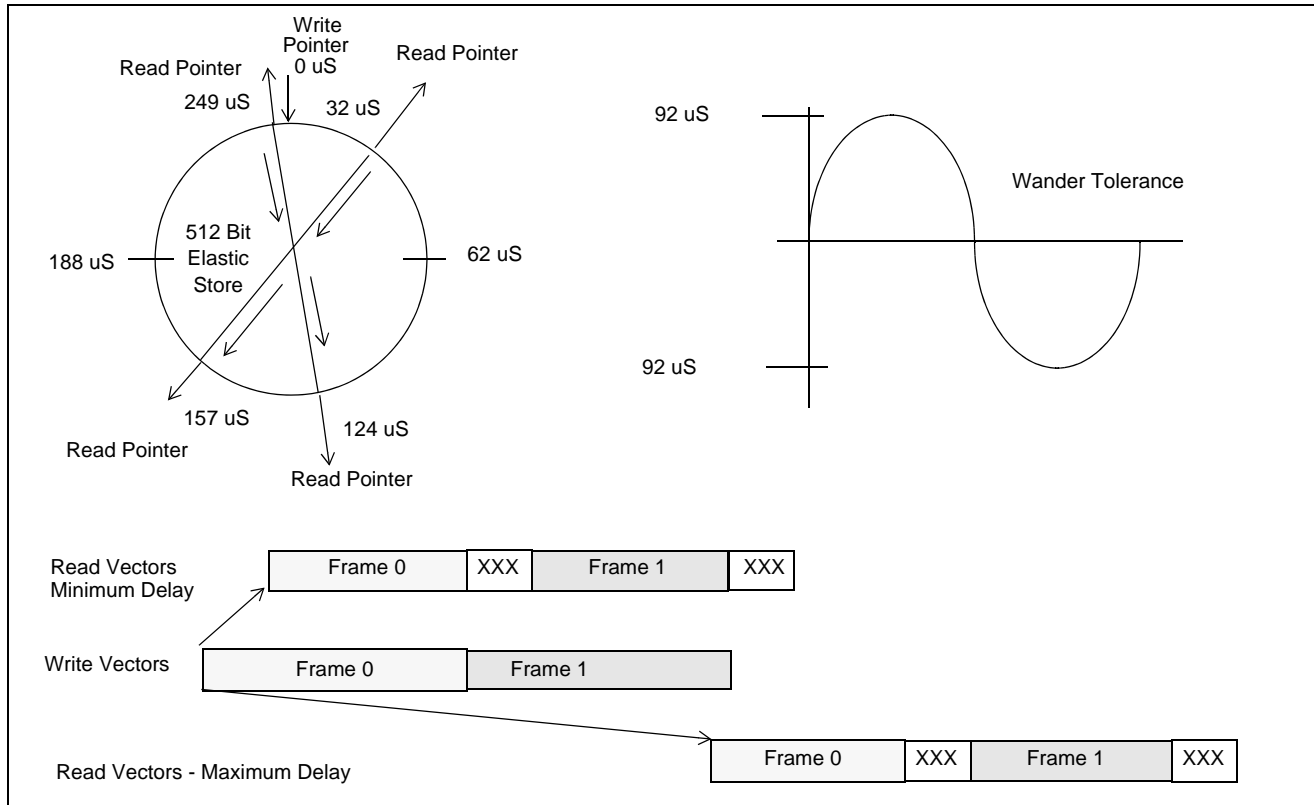 Write
Pointer
0 uS
Read Pointer
Read Pointer
249 uS
32 uS
92 uS
Wander Tolerance
512 Bit
Elastic
Store
188 uS
62 uS
92 uS
157 uS
124 uS
Read Pointer
Read Pointer
Read Vectors
Minimum Delay
Frame 0
XXX
Frame 1
XXX
Write Vectors
Frame 0
Frame 1
Read Vectors - Maximum Delay
Frame 0
XXX
Frame 1
XXX